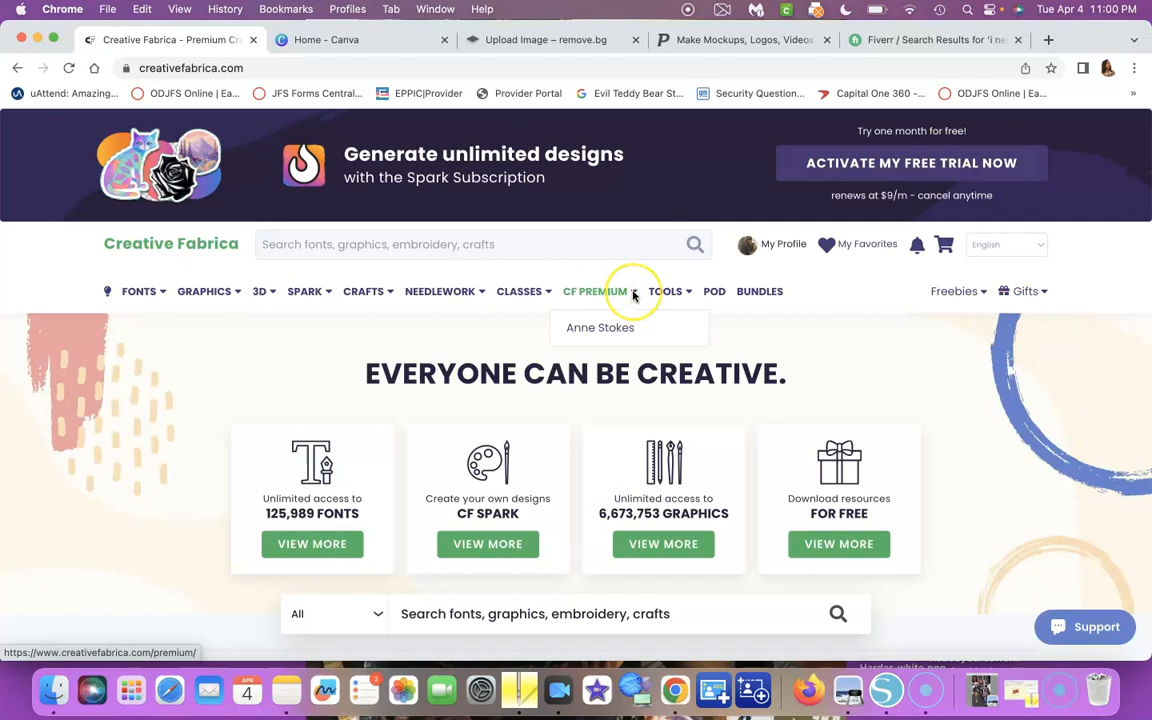 Chrome File Edit View History Bookmarks Profiles Tab Window Help Tue Apr 4 11:00 PM
Creative Fabrica - Premium Cra Home - Canva Upload Image – remove.bg Make Mockups, Logos, Videos Fiverr / Search Results for 'i ne
creativefabrica.com
uAttend: Amazing... ODJFS Online | Ea... JFS Forms Central... EPPIC|Provider Provider Portal Evil Teddy Bear St... Security Question... Capital One 360 -... ODJFS Online | Ea... »
Try one month for free!
Generate unlimited designs
with the Spark Subscription
ACTIVATE MY FREE TRIAL NOW
renews at $9/m - cancel anytime
Creative Fabrica
Search fonts, graphics, embroidery, crafts
My Profile My Favorites English
FONTS GRAPHICS 3D SPARK CRAFTS NEEDLEWORK CLASSES CF PREMIUM TOOLS POD BUNDLES Freebies Gifts
Anne Stokes
EVERYONE CAN BE CREATIVE.
Unlimited access to
125,989 FONTS
VIEW MORE
Create your own designs
CF SPARK
VIEW MORE
Unlimited access to
6,673,753 GRAPHICS
VIEW MORE
Download resources
FOR FREE
VIEW MORE
All Search fonts, graphics, embroidery, crafts
Support
https://www.creativefabrica.com/premium/
APR
4
2